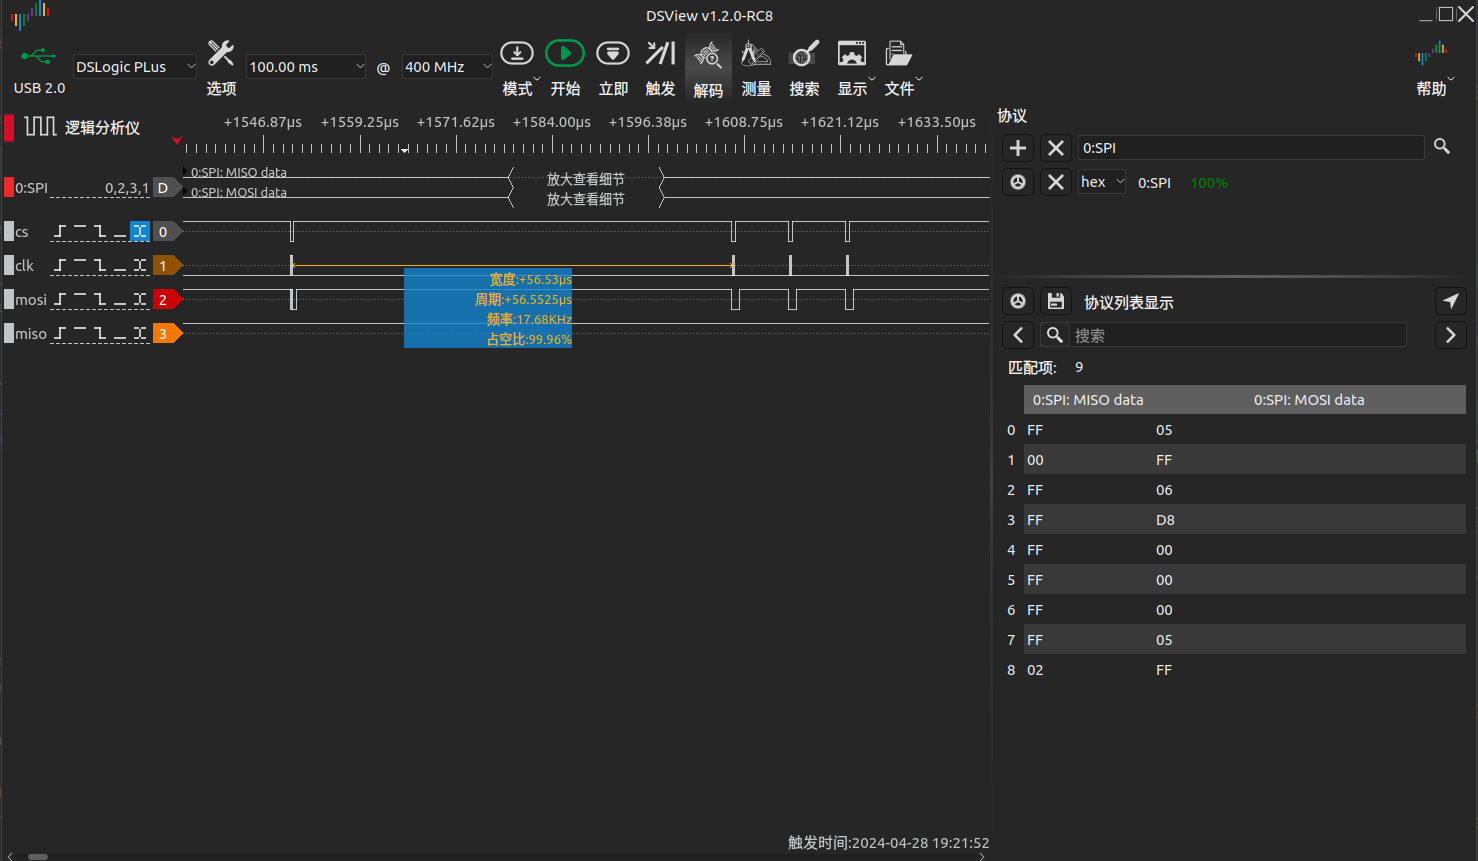 DSView v1.2.0-RC8
USB 2.0
DSLogic PLus
选项
100.00 ms
@
400 MHz
模式
开始
立即
触发
解码
测量
搜索
显示
文件
帮助
逻辑分析仪
+1546.87µs +1559.25µs +1571.62µs +1584.00µs +1596.38µs +1608.75µs +1621.12µs +1633.50µs
0:SPI 0,2,3,1 D
0:SPI: MISO data
0:SPI: MOSI data
放大查看细节
放大查看细节
cs 0
clk 1
mosi 2
miso 3
宽度:+56.53µs
周期:+56.5525µs
频率:17.68KHz
占空比:99.96%
触发时间:2024-04-28 19:21:52
协议
0:SPI
hex 0:SPI 100%
协议列表显示
搜索
匹配项: 9
0:SPI: MISO data 0:SPI: MOSI data
0 FF 05
1 00 FF
2 FF 06
3 FF D8
4 FF 00
5 FF 00
6 FF 00
7 FF 05
8 02 FF